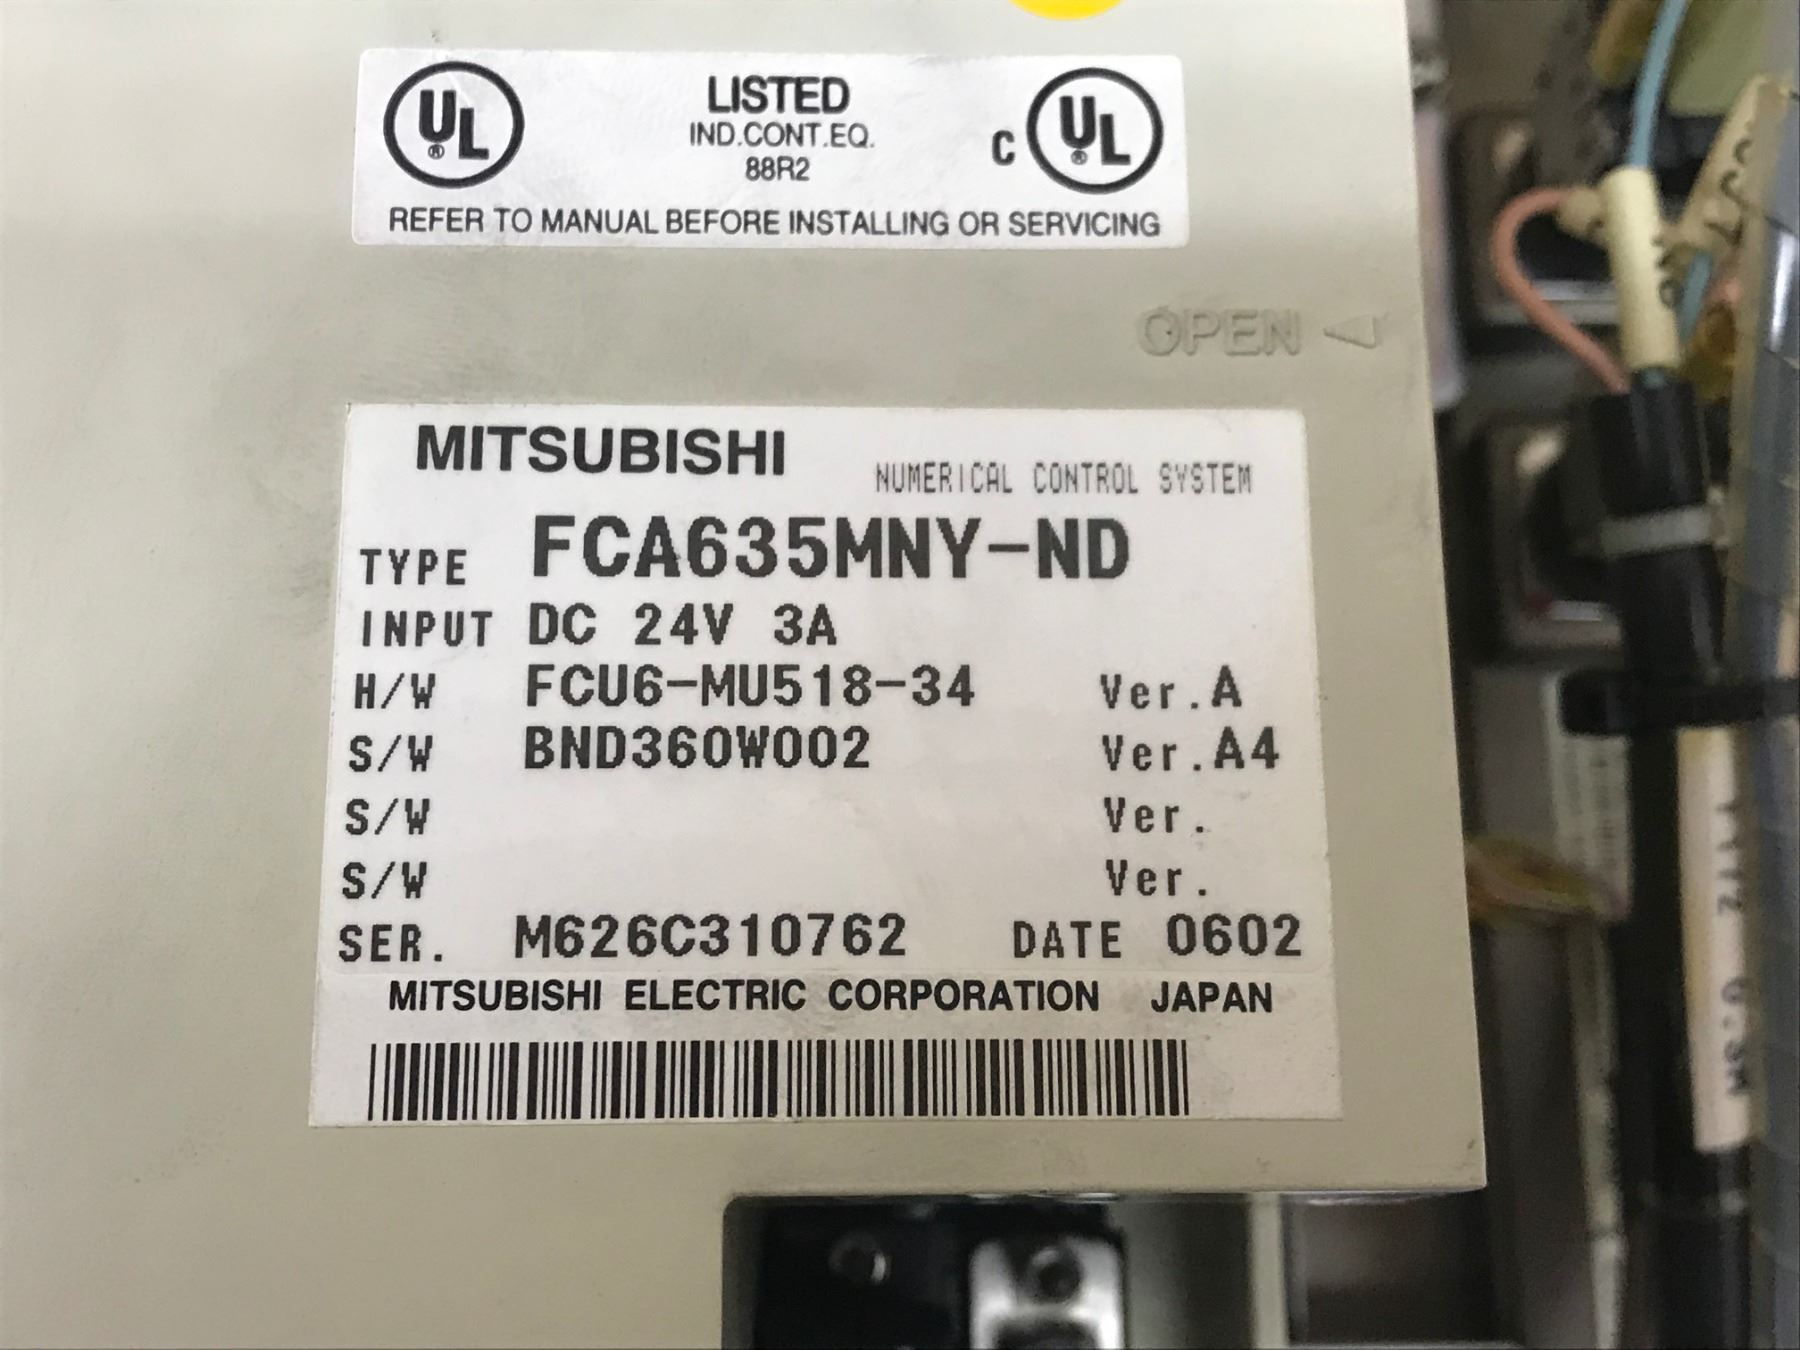 UL® LISTED C UL®
IND.CONT.EQ.
88R2
REFER TO MANUAL BEFORE INSTALLING OR SERVICING
OPEN
MITSUBISHI NUMERICAL CONTROL SYSTEM
TYPE FCA635MNY-ND
INPUT DC 24V 3A
H/W FCU6-MU518-34 Ver.A
S/W BND360W002 Ver.A4
S/W Ver.
S/W Ver.
SER. M626C310762 DATE 0602
MITSUBISHI ELECTRIC CORPORATION JAPAN